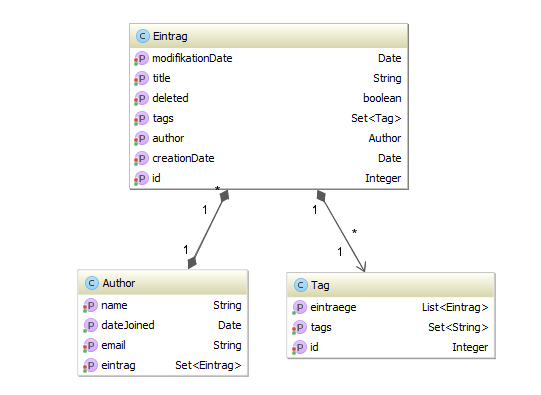 C Eintrag
P modifikationDate Date
P title String
P deleted boolean
P tags Set<Tag>
P author Author
P creationDate Date
P id Integer
*
1 1
*
1 1
C Author
P name String
P dateJoined Date
P email String
P eintrag Set<Eintrag>
C Tag
P eintraege List<Eintrag>
P tags Set<String>
P id Integer